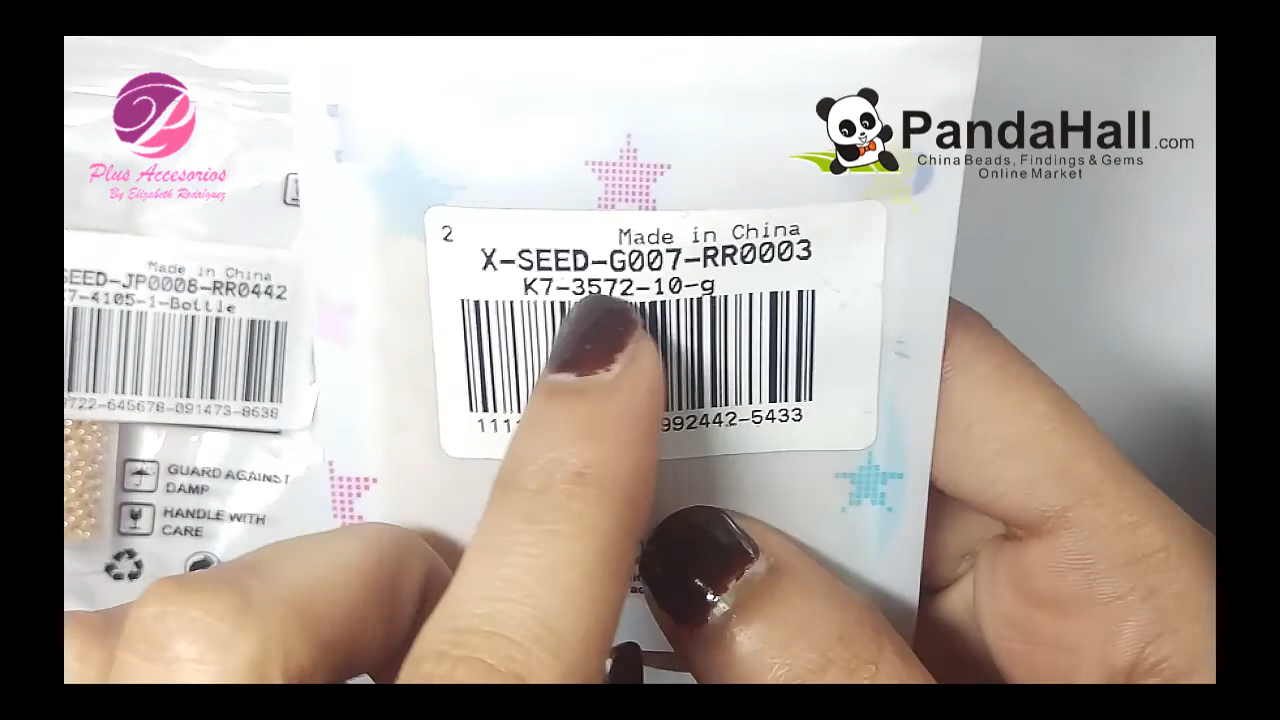 Plus Accesorios
By Elizabeth Rodriguez
PandaHall.com
China Beads, Findings & Gems
Online Market
2
Made in China
X-SEED-G007-RR0003
K7-3572-10-g
992442-5433
Made in China
SEED-JP0008-RR0442
7-4105-1-Bottle
0722-645678-091473-8638
GUARD AGAINST
DAMP
HANDLE WITH
CARE